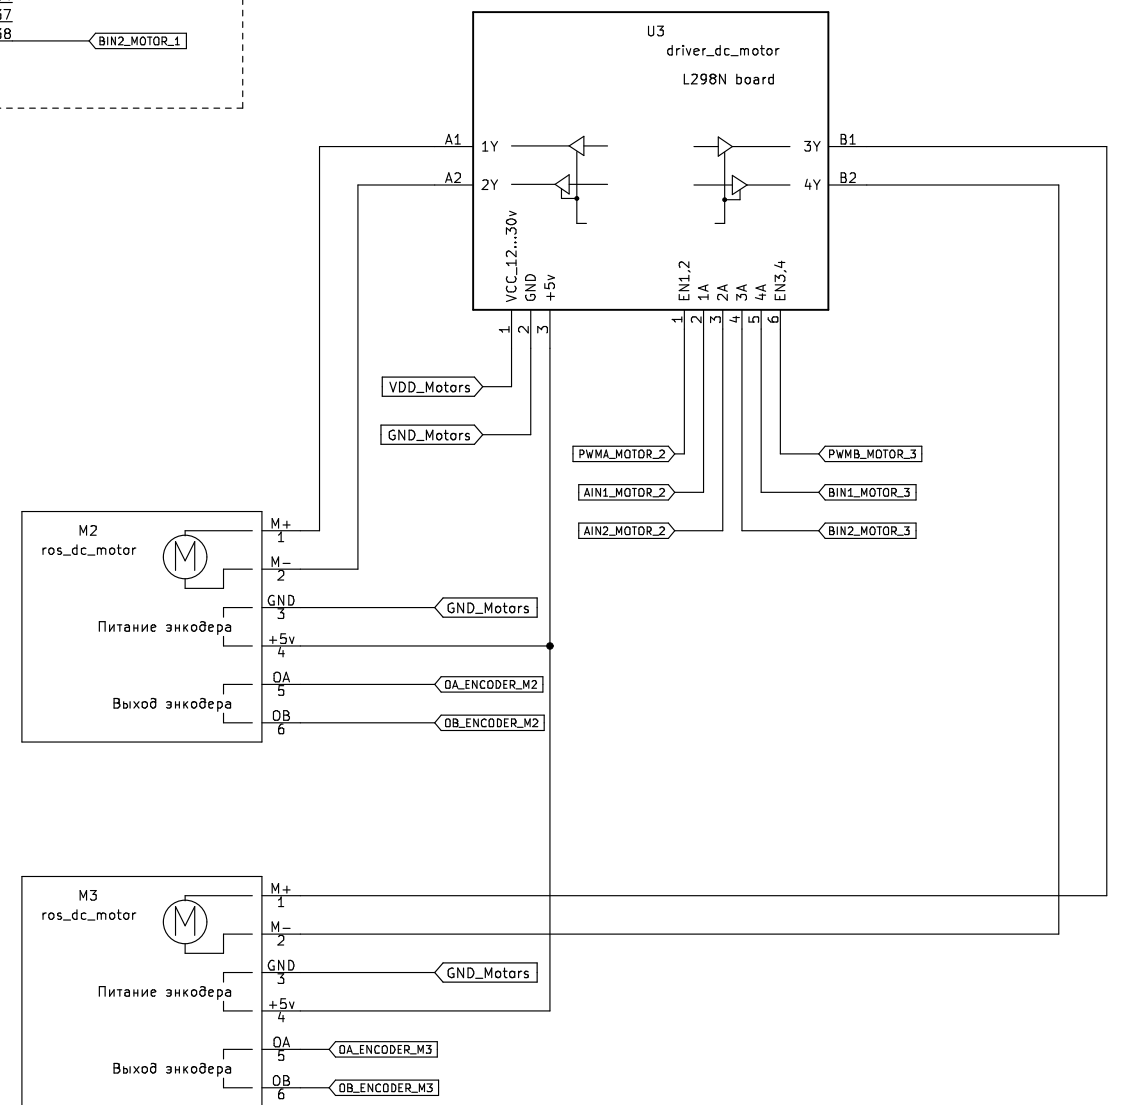 37
38
BIN2_MOTOR_1
U3
driver_dc_motor
L298N board
A1
1Y
3Y
B1
A2
2Y
4Y
B2
VCC_12...30v
GND
+5v
EN1,2
1A
2A
3A
4A
EN3,4
1
2
3
1
2
3
4
5
6
VDD_Motors
GND_Motors
PWMA_MOTOR_2
PWMB_MOTOR_3
AIN1_MOTOR_2
BIN1_MOTOR_3
AIN2_MOTOR_2
BIN2_MOTOR_3
M2
ros_dc_motor
M
M+
1
M-
2
GND
3
GND_Motors
Питание энкодера
+5v
4
OA
5
OA_ENCODER_M2
Выход энкодера
OB
6
OB_ENCODER_M2
M3
ros_dc_motor
M
M+
1
M-
2
GND
3
GND_Motors
Питание энкодера
+5v
4
OA
5
OA_ENCODER_M3
Выход энкодера
OB
6
OB_ENCODER_M3